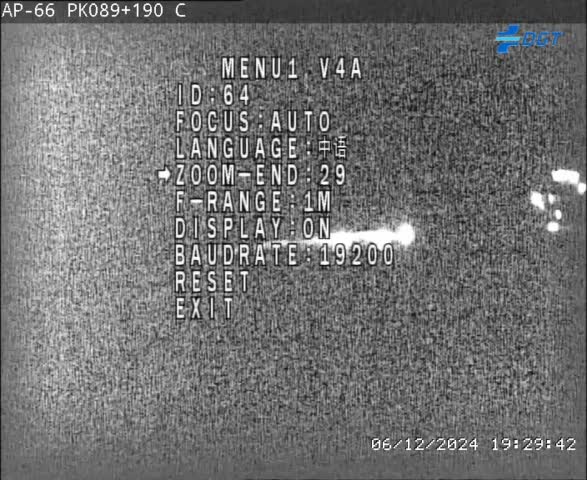 AP-66 PK089+190 C
DGT
MENU1 V4A
ID:64
FOCUS:AUTO
LANGUAGE:中语
ZOOM-END:29
F-RANGE:1M
DISPLAY:ON
BAUDRATE:19200
RESET
EXIT
06/12/2024 19:29:42